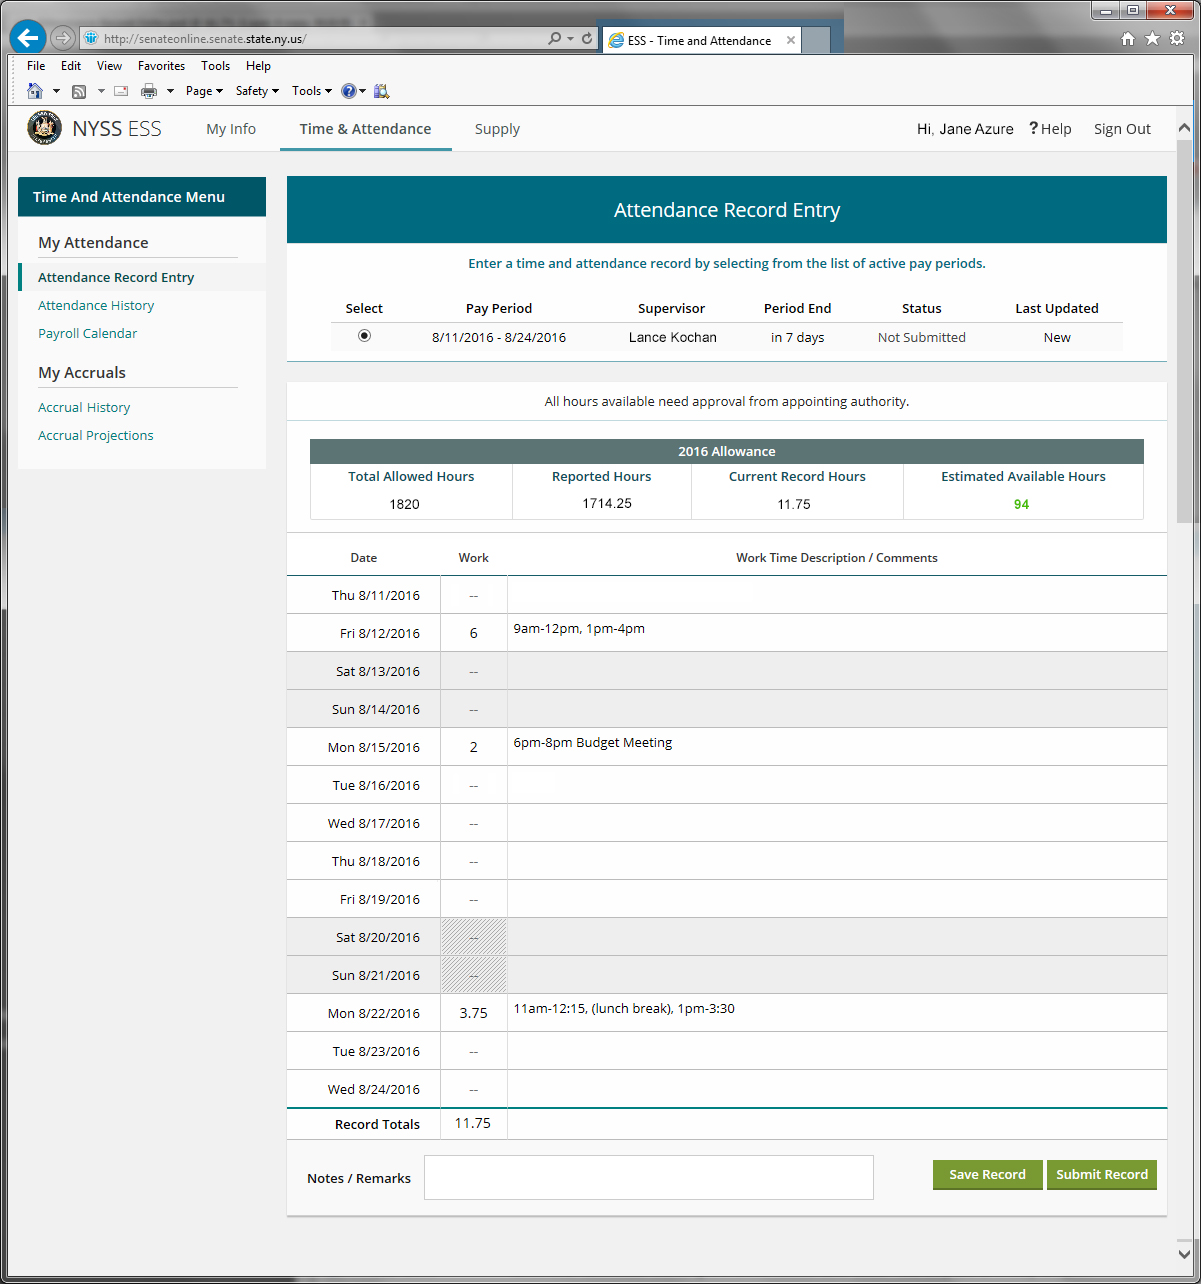 http://senateonline.senate.state.ny.us/
ESS - Time and Attendance
File Edit View Favorites Tools Help
Page Safety Tools
NYSS ESS My Info Time & Attendance Supply Hi, Jane Azure ? Help Sign Out
Time And Attendance Menu
My Attendance
Attendance Record Entry
Attendance History
Payroll Calendar
My Accruals
Accrual History
Accrual Projections
Attendance Record Entry
Enter a time and attendance record by selecting from the list of active pay periods.
Select Pay Period Supervisor Period End Status Last Updated
8/11/2016 - 8/24/2016 Lance Kochan in 7 days Not Submitted New
All hours available need approval from appointing authority.
2016 Allowance
Total Allowed Hours Reported Hours Current Record Hours Estimated Available Hours
1820 1714.25 11.75 94
Date Work Work Time Description / Comments
Thu 8/11/2016 --
Fri 8/12/2016 6 9am-12pm, 1pm-4pm
Sat 8/13/2016 --
Sun 8/14/2016 --
Mon 8/15/2016 2 6pm-8pm Budget Meeting
Tue 8/16/2016 --
Wed 8/17/2016 --
Thu 8/18/2016 --
Fri 8/19/2016 --
Sat 8/20/2016 --
Sun 8/21/2016 --
Mon 8/22/2016 3.75 11am-12:15, (lunch break), 1pm-3:30
Tue 8/23/2016 --
Wed 8/24/2016 --
Record Totals 11.75
Notes / Remarks Save Record Submit Record